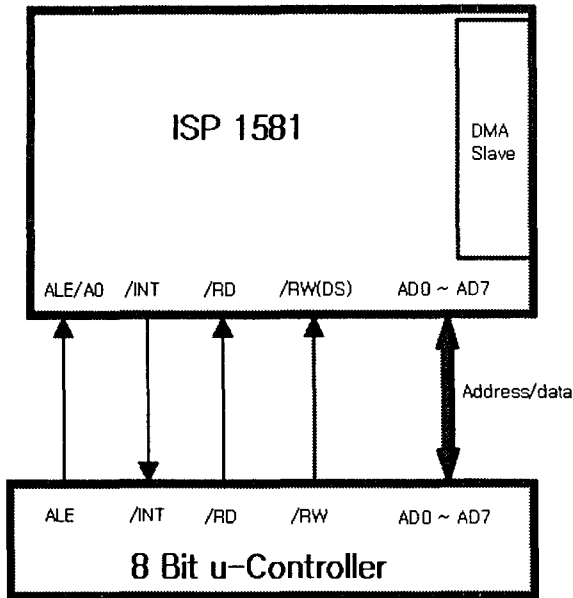 ISP 1581
DMA
Slave
ALE/A0 /INT /RD /RW(DS) AD0 ~ AD7
Address/data
ALE /INT /RD /RW AD0 ~ AD7
8 Bit u-Controller